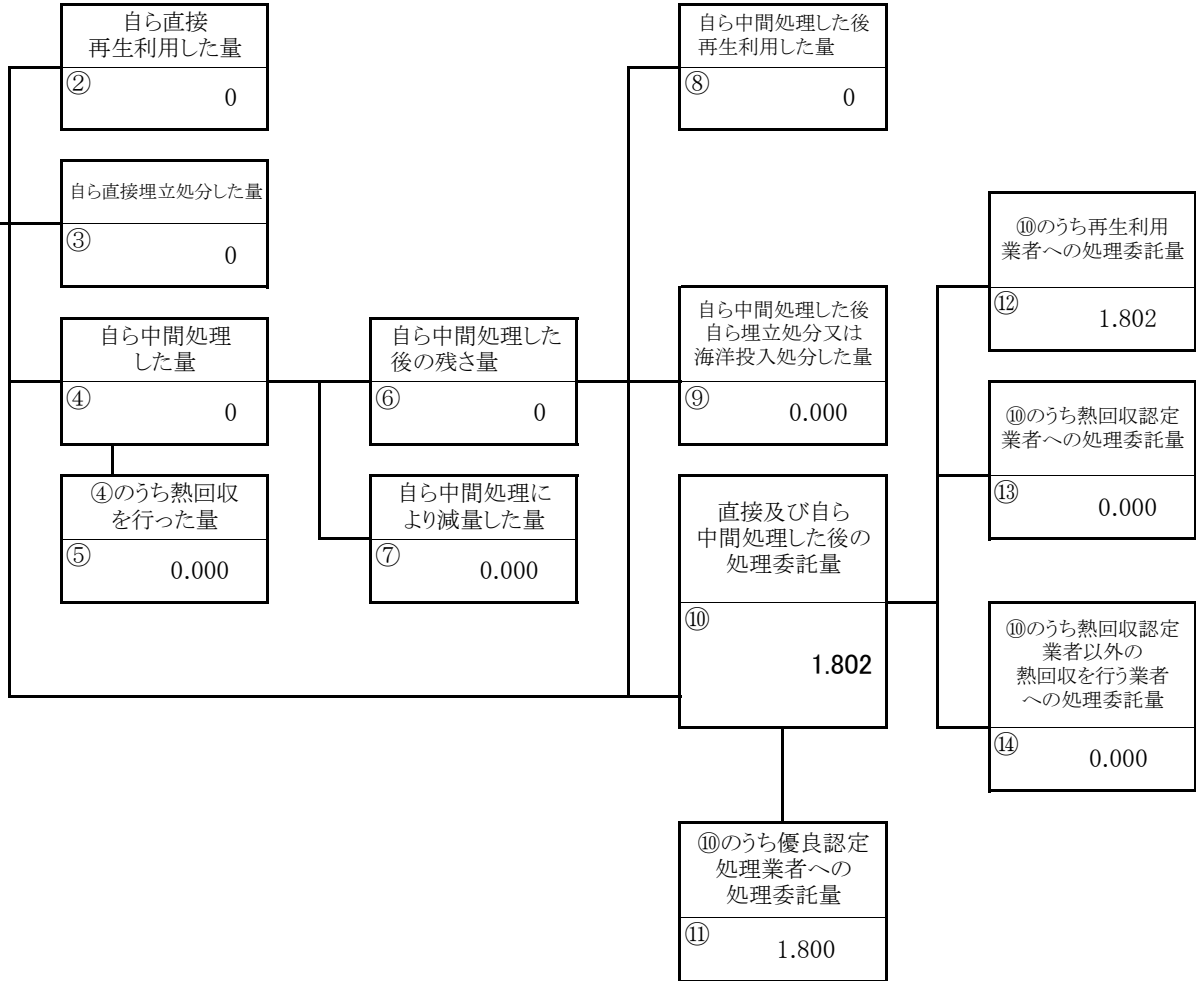 自ら直接
再生利用した量
②
0
自ら直接埋立処分した量
③
0
自ら中間処理
した量
④
0
④のうち熱回収
を行った量
⑤
0.000
自ら中間処理した
後の残さ量
⑥
0
自ら中間処理に
より減量した量
⑦
0.000
自ら中間処理した後
再生利用した量
⑧
0
自ら中間処理した後
自ら埋立処分又は
海洋投入処分した量
⑨
0.000
直接及び自ら
中間処理した後の
処理委託量
⑩
1.802
⑩のうち優良認定
処理業者への
処理委託量
⑪
1.800
⑩のうち再生利用
業者への処理委託量
⑫
1.802
⑩のうち熱回収認定
業者への処理委託量
⑬
0.000
⑩のうち熱回収認定
業者以外の
熱回収を行う業者
への処理委託量
⑭
0.000